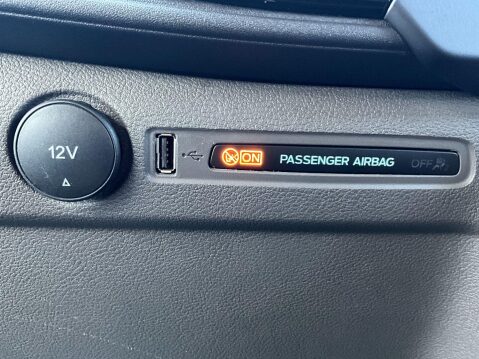 12V
ON PASSENGER AIRBAG OFF